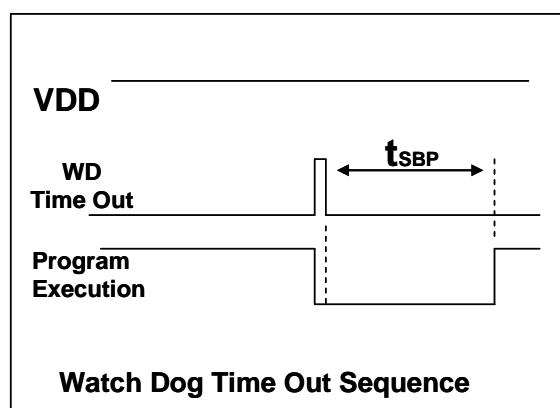 VDD
tSBP
WD
Time Out
Program
Execution
Watch Dog Time Out Sequence